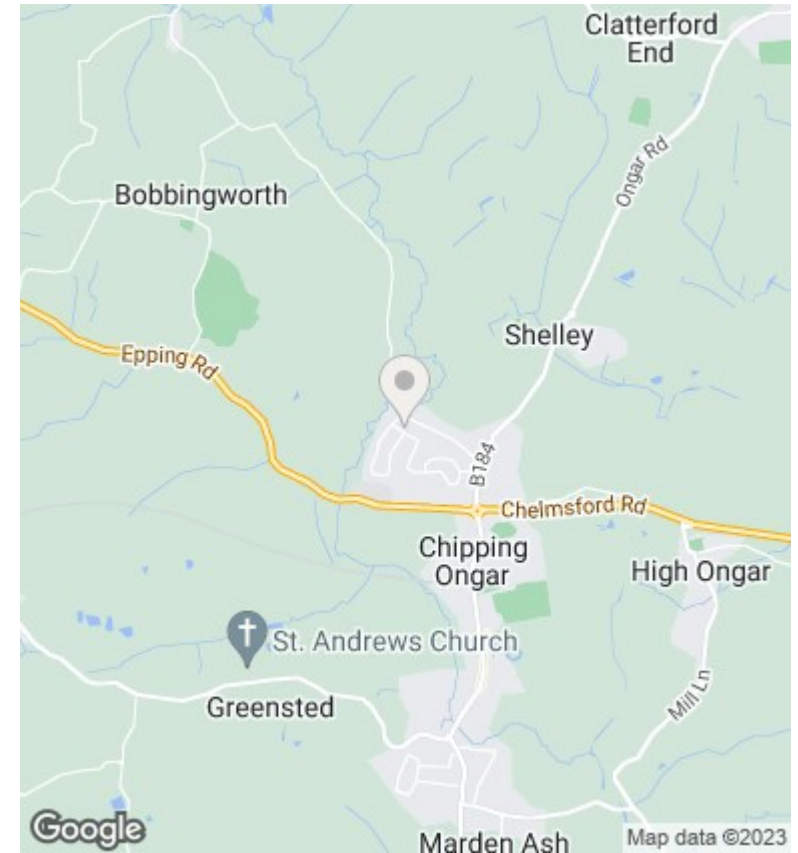 Clatterford
End
Ongar Rd
Bobbingworth
Shelley
Epping Rd
B184
Chelmsford Rd
Chipping
Ongar
High Ongar
St. Andrews Church
Mill Ln
Greensted
Marden Ash
Google
Map data ©2023